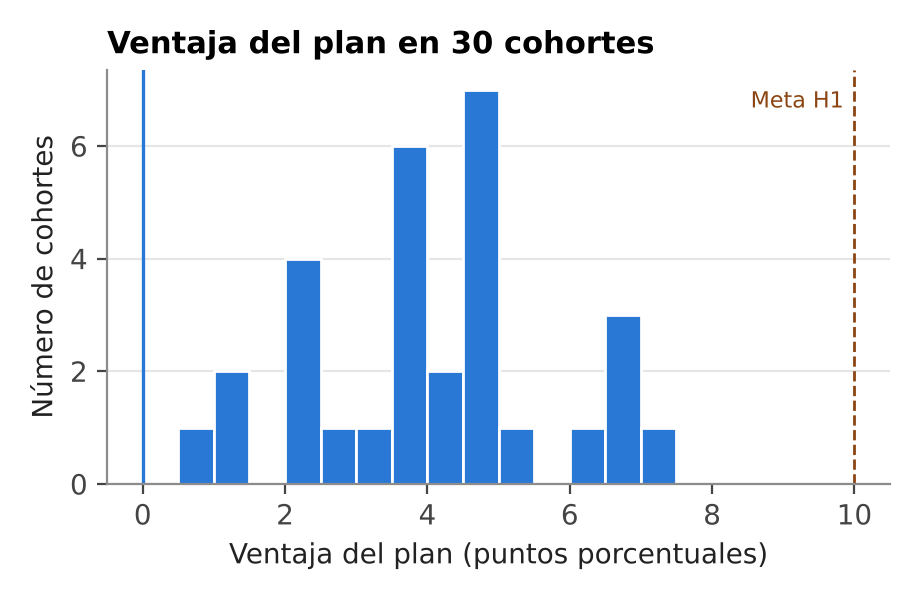 Ventaja del plan en 30 cohortes
Meta H1
Número de cohortes
6
4
2
0
0 2 4 6 8 10
Ventaja del plan (puntos porcentuales)